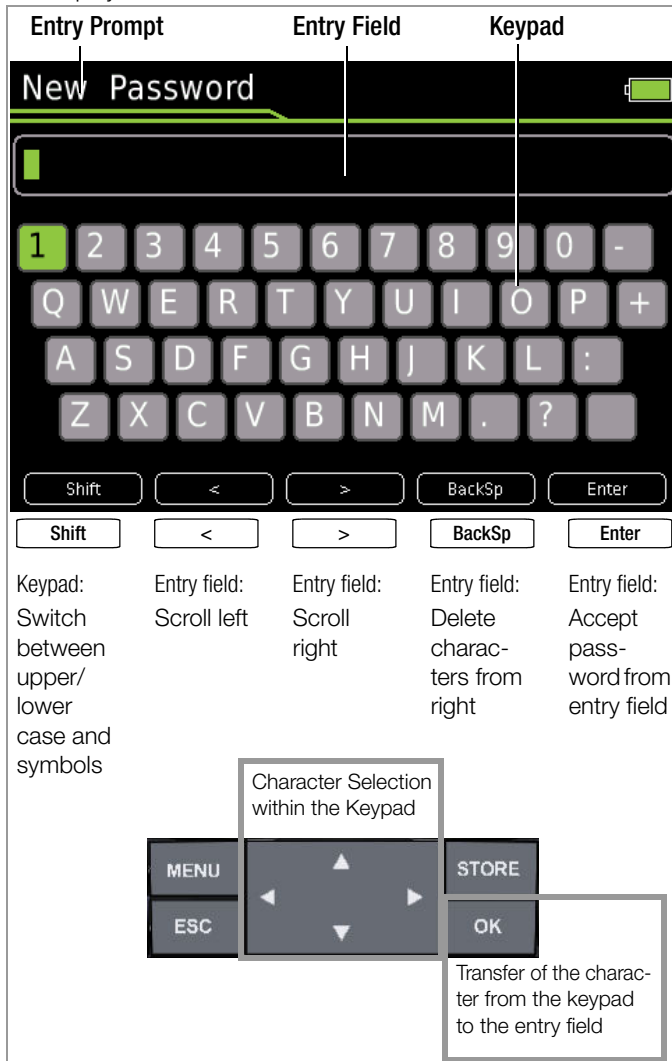 Entry Prompt Entry Field Keypad
New Password
1 2 3 4 5 6 7 8 9 0 -
Q W E R T Y U I O P +
A S D F G H J K L :
Z X C V B N M . ?
Shift < > BackSp Enter
Shift < > BackSp Enter
Keypad:
Switch
between
upper/
lower
case and
symbols
Entry field:
Scroll left
Entry field:
Scroll
right
Entry field:
Delete
charac-
ters from
right
Entry field:
Accept
pass-
word from
entry field
Character Selection
within the Keypad
MENU STORE
ESC OK
Transfer of the charac-
ter from the keypad
to the entry field